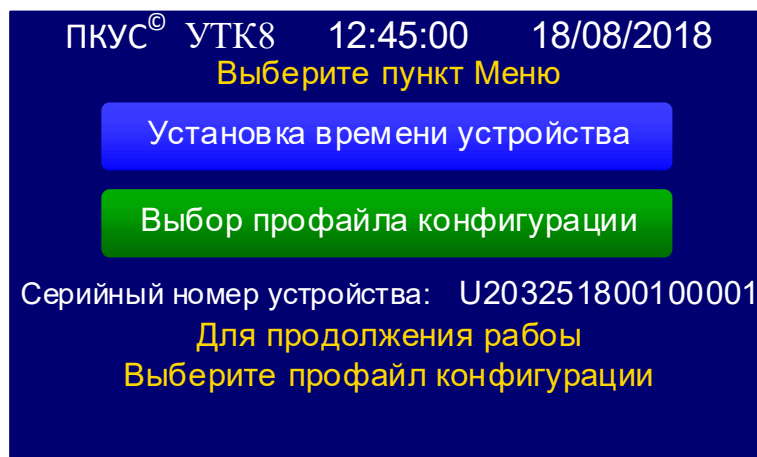 ПКУС© УТК8 12:45:00 18/08/2018
Выберите пункт Меню
Установка времени устройства
Выбор профайла конфигурации
Серийный номер устройства: U203251800100001
Для продолжения рабоы
Выберите профайл конфигурации